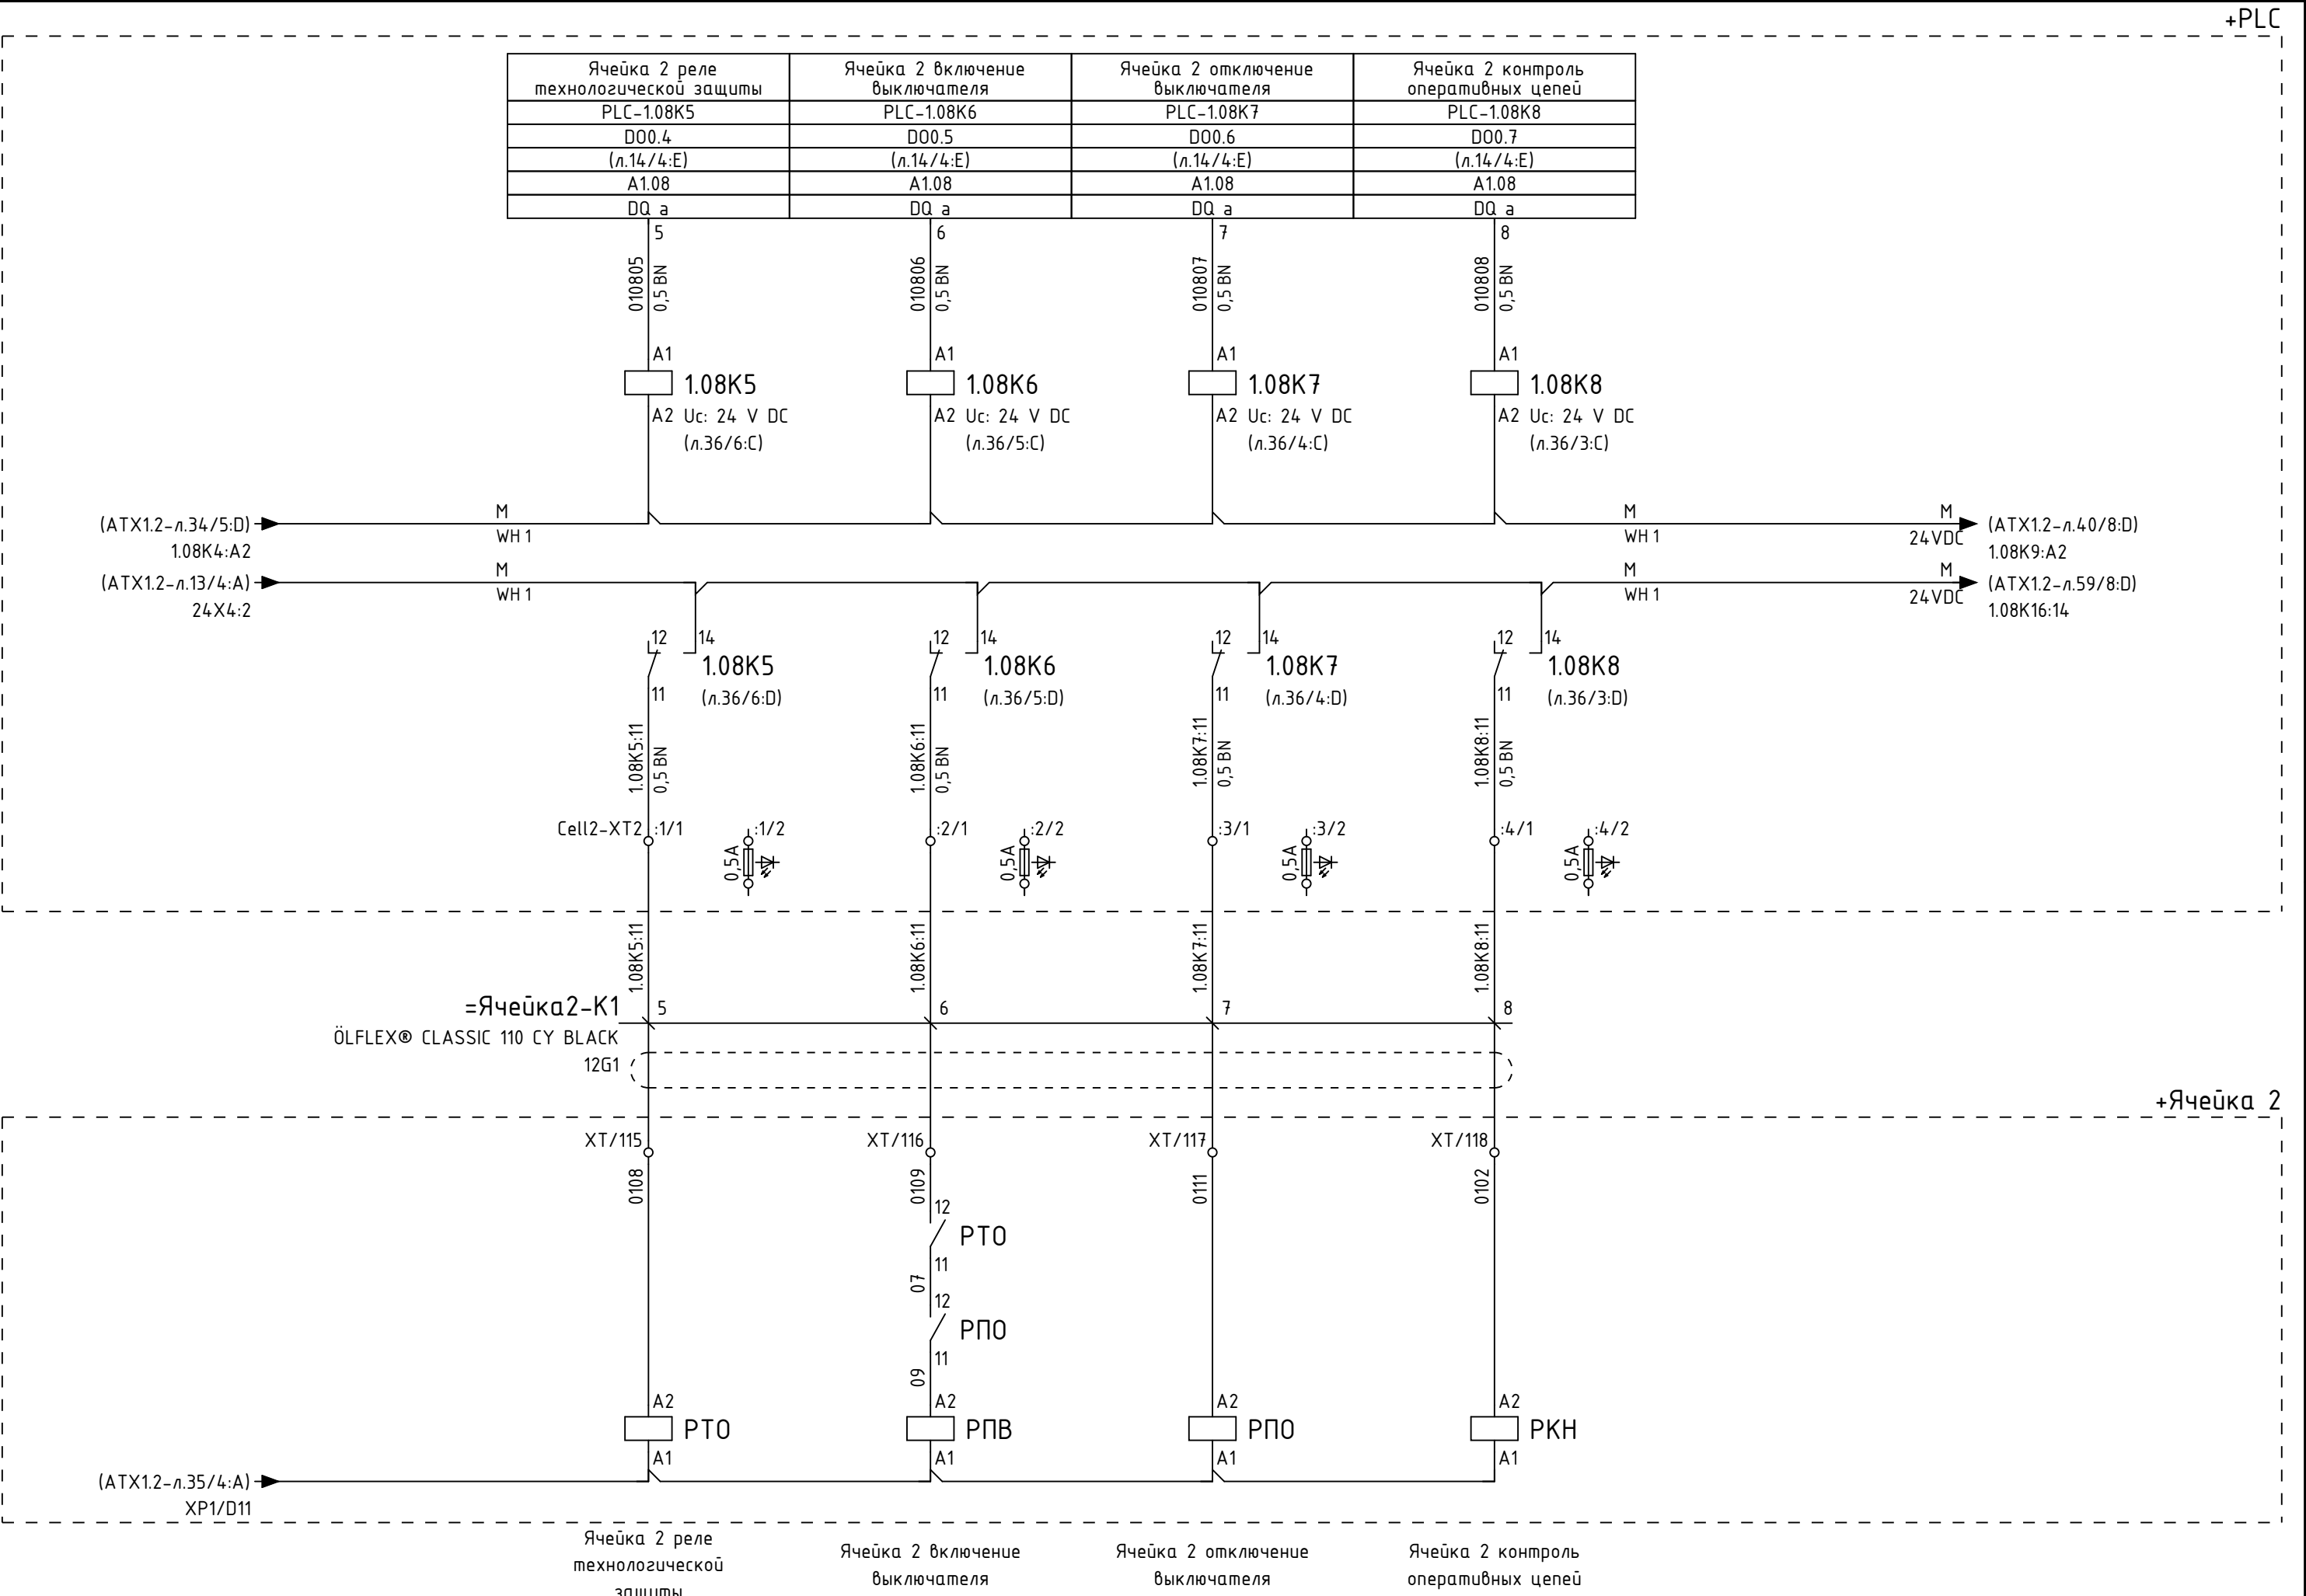 +PLC
Ячейка 2 реле Ячейка 2 включение Ячейка 2 отключение Ячейка 2 контроль
технологической защиты выключателя выключателя оперативных цепей
PLC-1.08K5 PLC-1.08K6 PLC-1.08K7 PLC-1.08K8
DO0.4 DO0.5 DO0.6 DO0.7
(л.14/4:E) (л.14/4:E) (л.14/4:E) (л.14/4:E)
A1.08 A1.08 A1.08 A1.08
DQ a DQ a DQ a DQ a
5 6 7 8
010805 0,5 BN 010806 0,5 BN 010807 0,5 BN 010808 0,5 BN
A1 A1 A1 A1
1.08K5 1.08K6 1.08K7 1.08K8
A2 Uc: 24 V DC A2 Uc: 24 V DC A2 Uc: 24 V DC A2 Uc: 24 V DC
(л.36/6:C) (л.36/5:C) (л.36/4:C) (л.36/3:C)
M M M
(ATX1.2-л.34/5:D) (ATX1.2-л.40/8:D)
WH 1 WH 1 24VDC
1.08K4:A2 1.08K9:A2
M M M
(ATX1.2-л.13/4:A) (ATX1.2-л.59/8:D)
WH 1 WH 1 24VDC
24X4:2 1.08K16:14
12 14 12 14 12 14 12 14
1.08K5 1.08K6 1.08K7 1.08K8
11 (л.36/6:D) 11 (л.36/5:D) 11 (л.36/4:D) 11 (л.36/3:D)
1.08K5:11 0,5 BN 1.08K6:11 0,5 BN 1.08K7:11 0,5 BN 1.08K8:11 0,5 BN
Cell2-XT2 :1/1 :1/2 :2/1 :2/2 :3/1 :3/2 :4/1 :4/2
0,5A 0,5A 0,5A 0,5A
1.08K5:11 1.08K6:11 1.08K7:11 1.08K8:11
=Ячейка2-K1 5 6 7 8
ÖLFLEX® CLASSIC 110 CY BLACK
12G1
+Ячейка 2
XT/115 XT/116 XT/117 XT/118
0108 0109 0111 0102
12
РТО
11
07
12
РПО
11
09
A2 A2 A2 A2
РТО РПВ РПО РКН
A1 A1 A1 A1
(ATX1.2-л.35/4:A)
XP1/D11
Ячейка 2 реле
технологической
защиты
Ячейка 2 включение
выключателя
Ячейка 2 отключение
выключателя
Ячейка 2 контроль
оперативных цепей